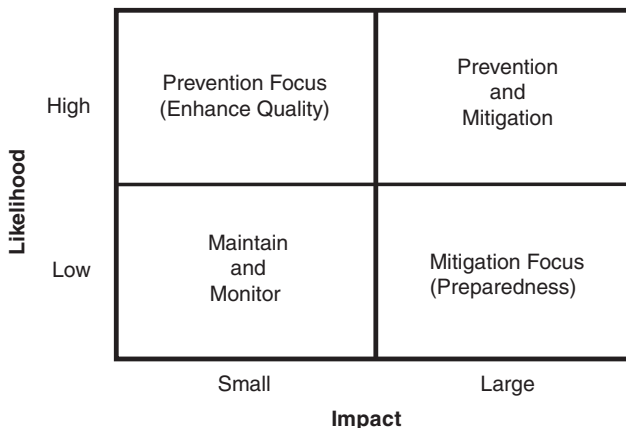 Likelihood
High
Prevention Focus
(Enhance Quality)
Prevention
and
Mitigation
Low
Maintain
and
Monitor
Mitigation Focus
(Preparedness)
Small
Large
Impact